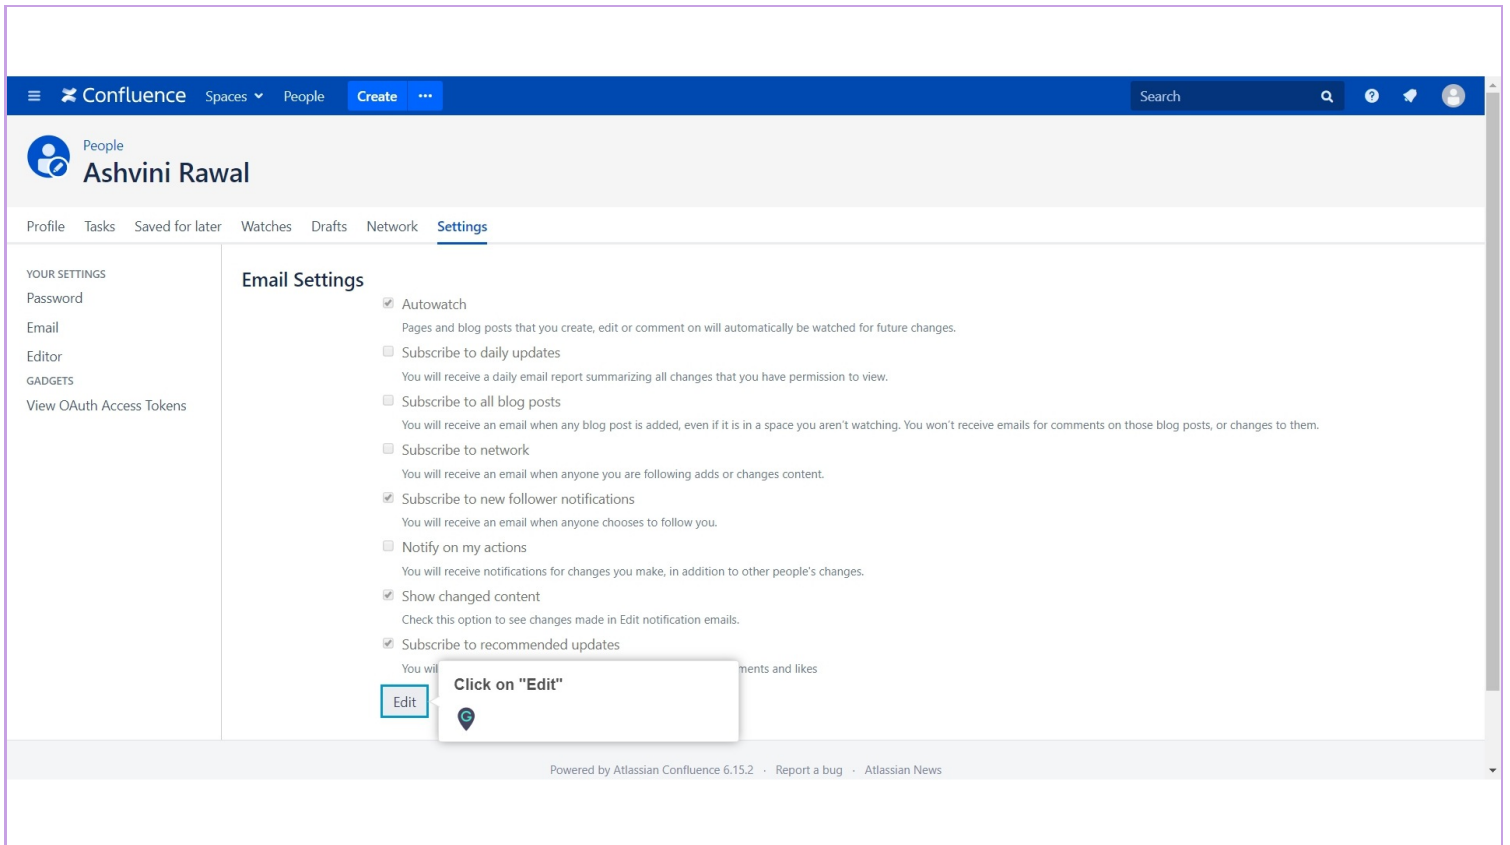 Confluence Spaces People Create ··· Search
People
Ashvini Rawal
Profile Tasks Saved for later Watches Drafts Network Settings
YOUR SETTINGS
Password
Email
Editor
GADGETS
View OAuth Access Tokens
Email Settings
Autowatch
Pages and blog posts that you create, edit or comment on will automatically be watched for future changes.
Subscribe to daily updates
You will receive a daily email report summarizing all changes that you have permission to view.
Subscribe to all blog posts
You will receive an email when any blog post is added, even if it is in a space you aren't watching. You won't receive emails for comments on those blog posts, or changes to them.
Subscribe to network
You will receive an email when anyone you are following adds or changes content.
Subscribe to new follower notifications
You will receive an email when anyone chooses to follow you.
Notify on my actions
You will receive notifications for changes you make, in addition to other people's changes.
Show changed content
Check this option to see changes made in Edit notification emails.
Subscribe to recommended updates
You and likes
Click on "Edit"
Edit
Powered by Atlassian Confluence 6.15.2 · Report a bug · Atlassian News